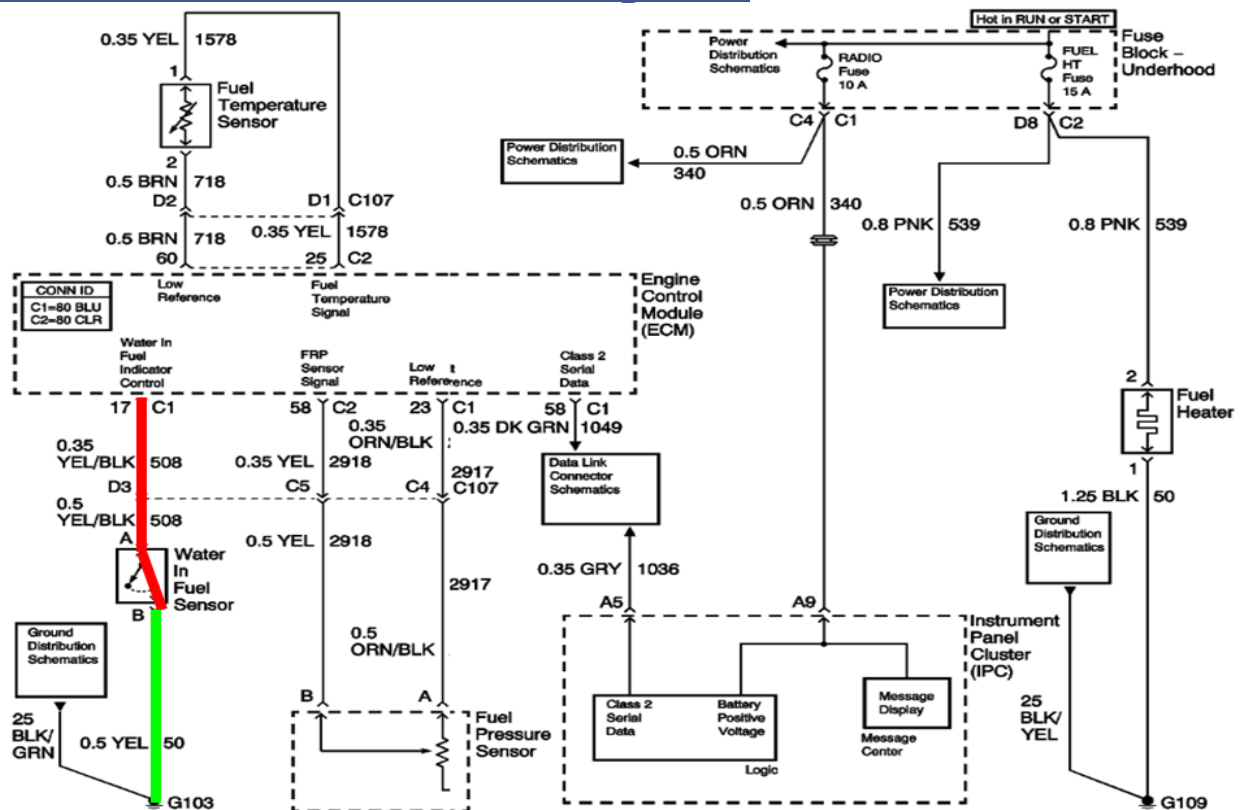 0.35 YEL
1578
1
Fuel
Temperature
Sensor
2
0.5 BRN
718
D2
D1
C107
0.5 BRN
718
0.35 YEL
1578
60
25
C2
Hot in RUN or START
Fuse
Block –
Underhood
Power
Distribution
Schematics
RADIO
Fuse
10 A
FUEL
HT
Fuse
15 A
C4
C1
D8
C2
Power Distribution
Schematics
0.5 ORN
340
0.5 ORN
340
0.8 PNK
539
0.8 PNK
539
Power Distribution
Schematics
2
Fuel
Heater
1
1.25 BLK
50
CONN ID
C1=80 BLU
C2=80 CLR
Low
Reference
Fuel
Temperature
Signal
Engine
Control
Module
(ECM)
Water In
Fuel
Indicator
Control
FRP
Sensor
Signal
Low
Reference
Class 2
Serial
Data
17
C1
58
C2
23
C1
58
C1
0.35
YEL/BLK
508
0.35 YEL
2918
0.35
ORN/BLK
2917
0.35 DK GRN
1049
D3
C5
C4
C107
0.5
YEL/BLK
508
A
Water
In
Fuel
Sensor
B
0.5 YEL
2918
2917
Data Link
Connector
Schematics
0.35 GRY
1036
A5
A9
Ground
Distribution
Schematics
25
BLK/
GRN
0.5 YEL
50
G103
0.5
ORN/BLK
B
A
Fuel
Pressure
Sensor
Instrument
Panel
Cluster
(IPC)
Class 2
Serial
Data
Battery
Positive
Voltage
Logic
Message
Display
Message
Center
Ground
Distribution
Schematics
25
BLK/
YEL
G109